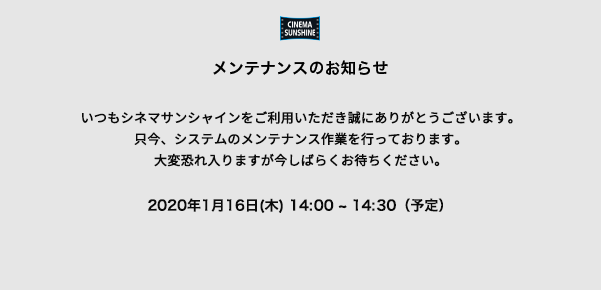 CINEMA
SUNSHINE
メンテナンスのお知らせ
いつもシネマサンシャインをご利用いただき誠にありがとうございます。
只今、システムのメンテナンス作業を行っております。
大変恐れ入りますが今しばらくお待ちください。
2020年1月16日(木) 14:00 ~ 14:30（予定）